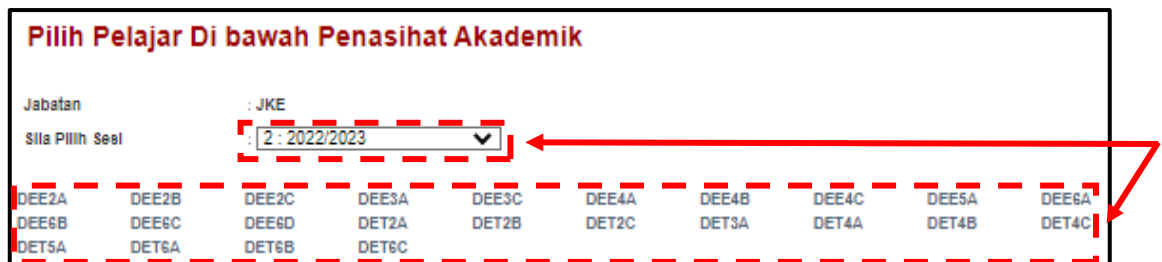 Pilih Pelajar Di bawah Penasihat Akademik
Jabatan : JKE
Sila Pilih Sesi : 2 : 2022/2023
DEE2A DEE2B DEE2C DEE3A DEE3C DEE4A DEE4B DEE4C DEE5A DEE6A
DEE6B DEE6C DEE6D DET2A DET2B DET2C DET3A DET4A DET4B DET4C
DET5A DET6A DET6B DET6C